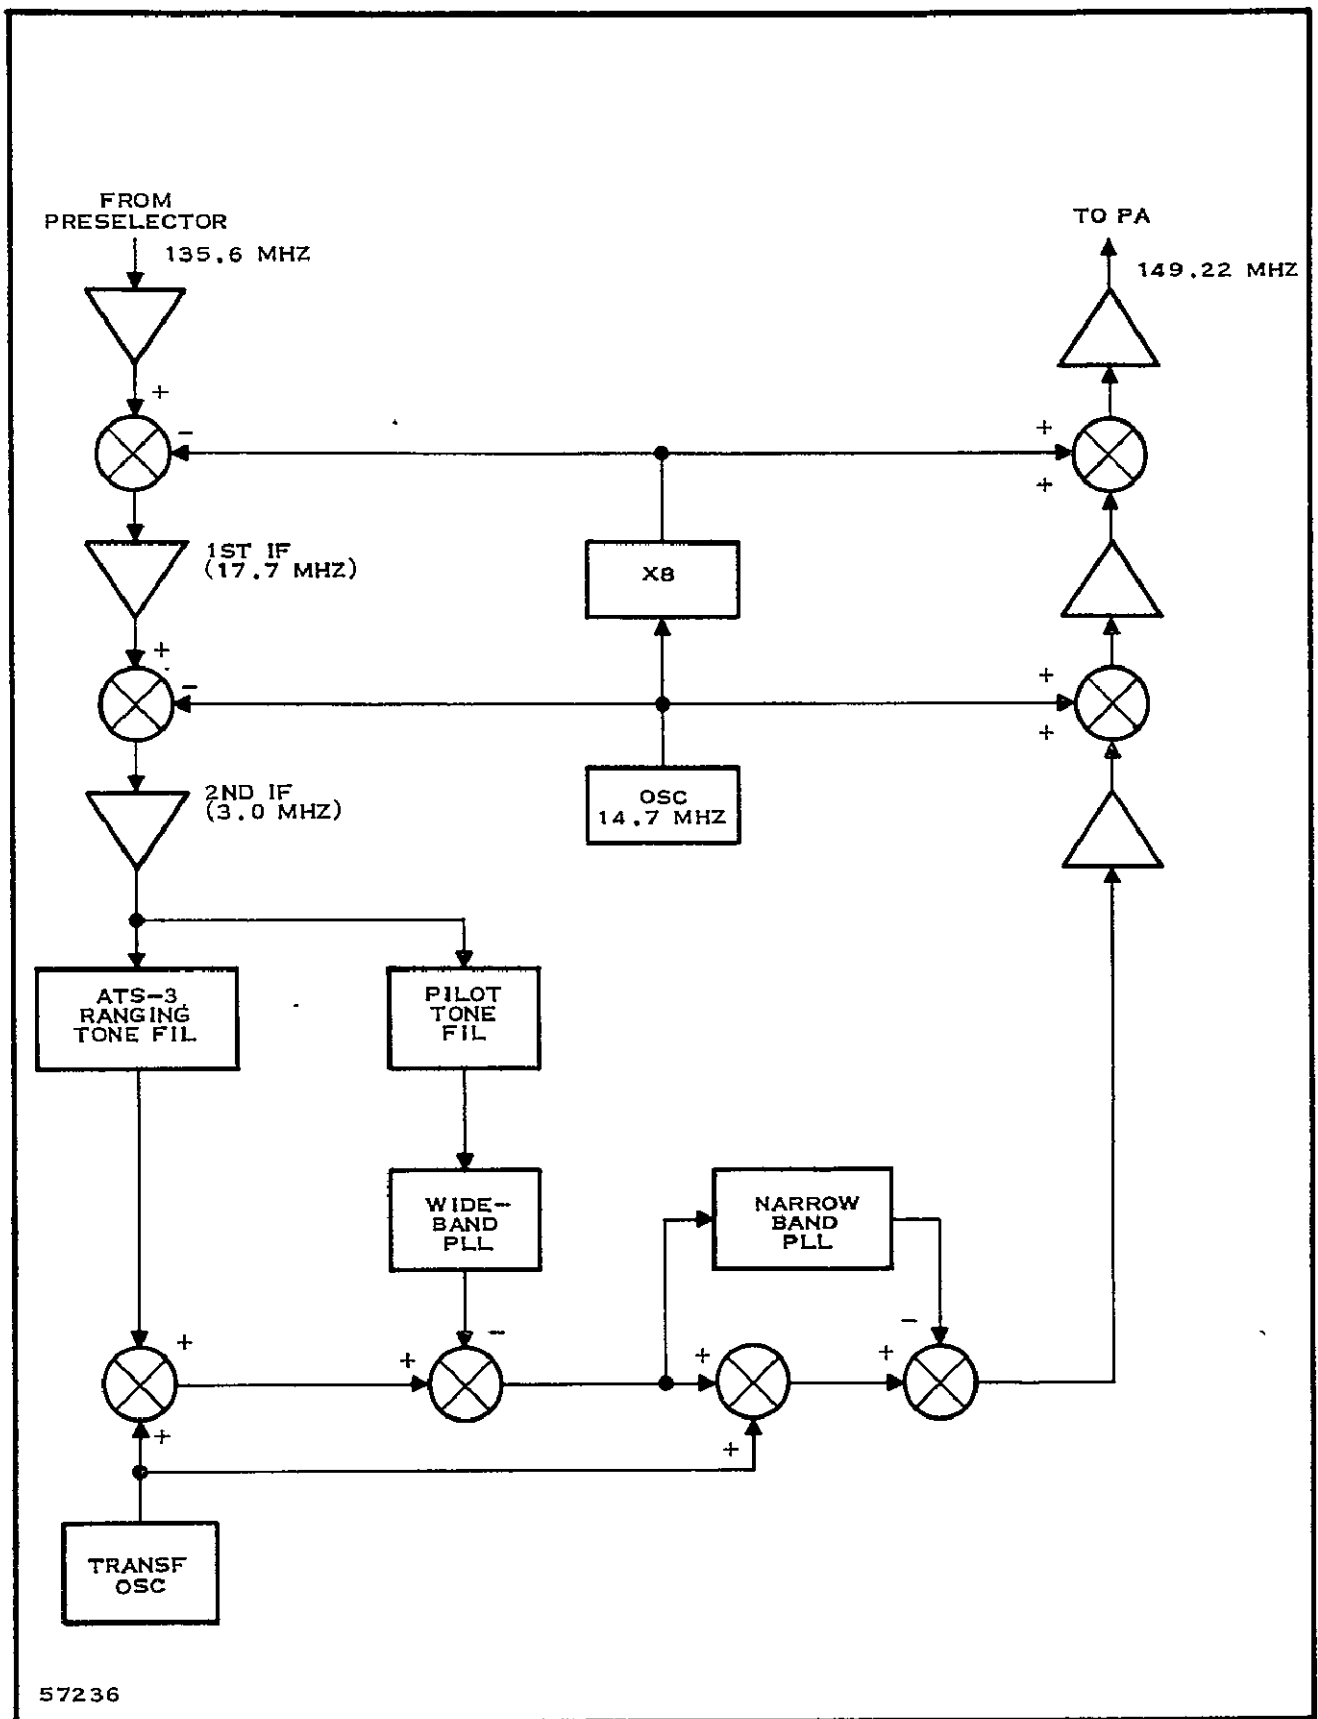 FROM
PRESELECTOR
135.6 MHZ
TO PA
149.22 MHZ
+
-
+
+
1ST IF
(17.7 MHZ)
X8
+
-
+
+
2ND IF
(3.0 MHZ)
OSC
14.7 MHZ
ATS-3
RANGING
TONE FIL
PILOT
TONE
FIL
WIDE-
BAND
PLL
NARROW
BAND
PLL
+
+
-
+
+
+
-
+
TRANSF
OSC
57236